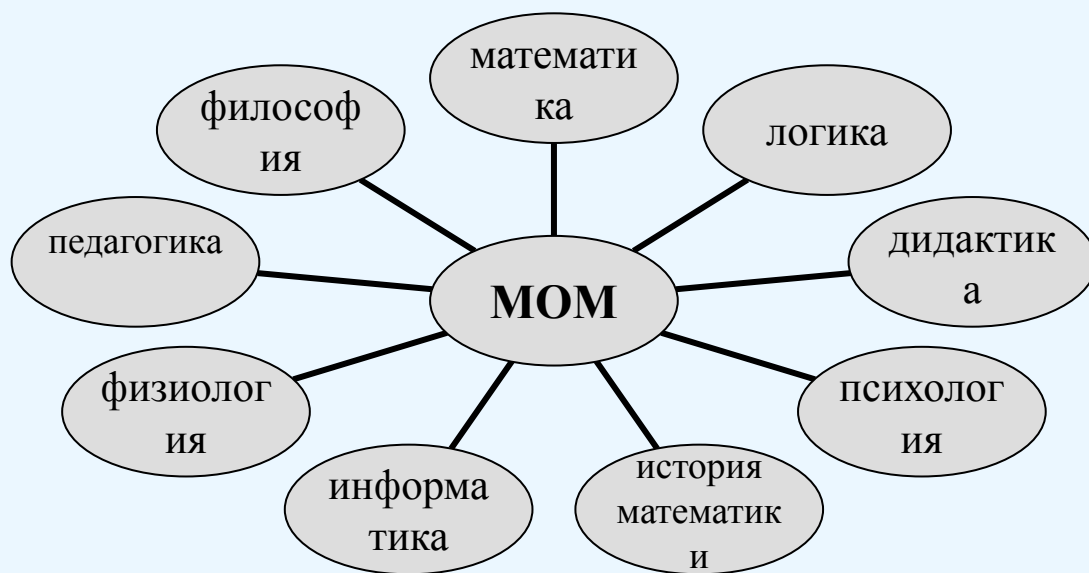 математи
ка
философ
ия
логика
педагогика
дидактик
а
МОМ
физиолог
ия
психолог
ия
информа
тика
история
математик
и